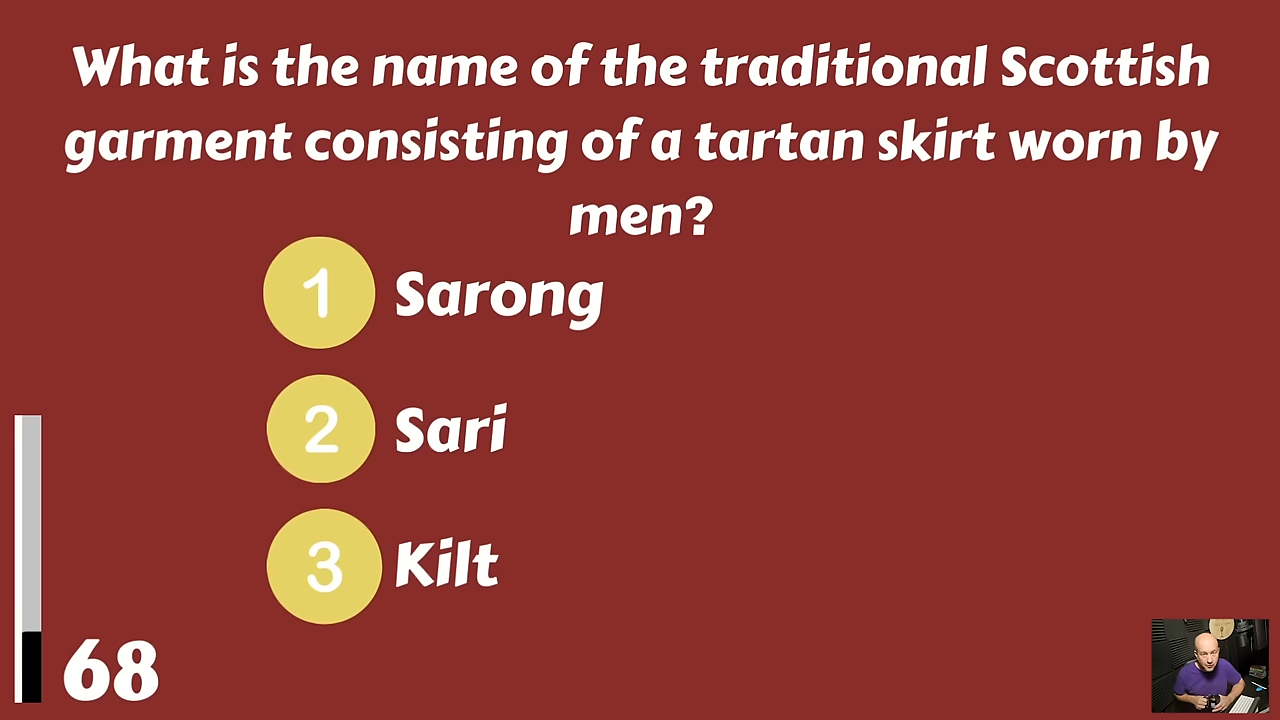 What is the name of the traditional Scottish
garment consisting of a tartan skirt worn by
men?
1 Sarong
2 Sari
3 Kilt
68